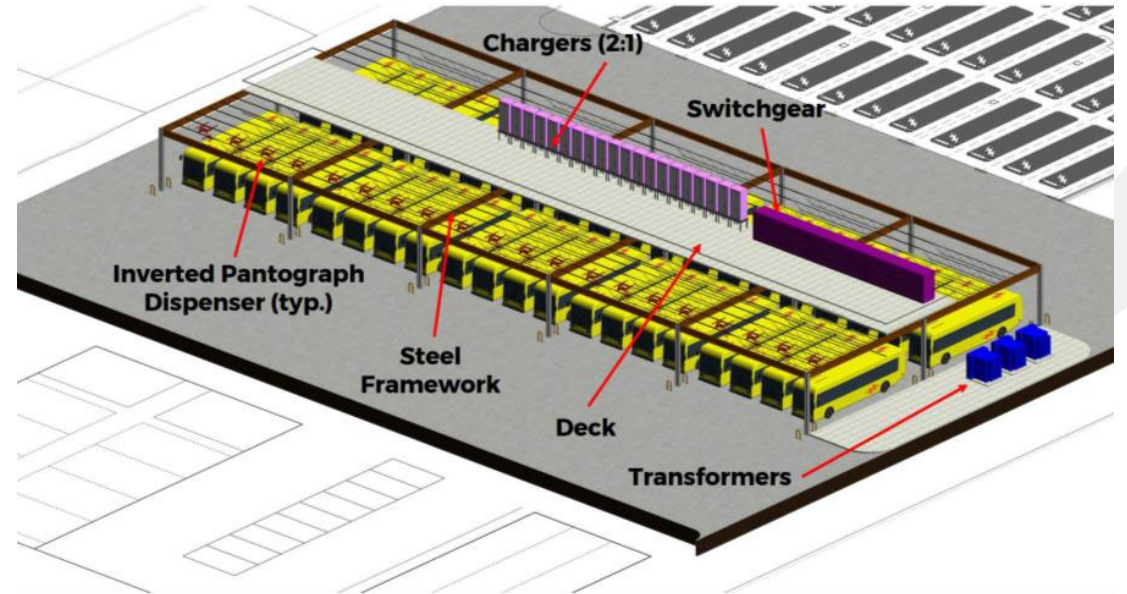 Chargers (2:1)
Switchgear
Inverted Pantograph
Dispenser (typ.)
Steel
Framework
Deck
Transformers